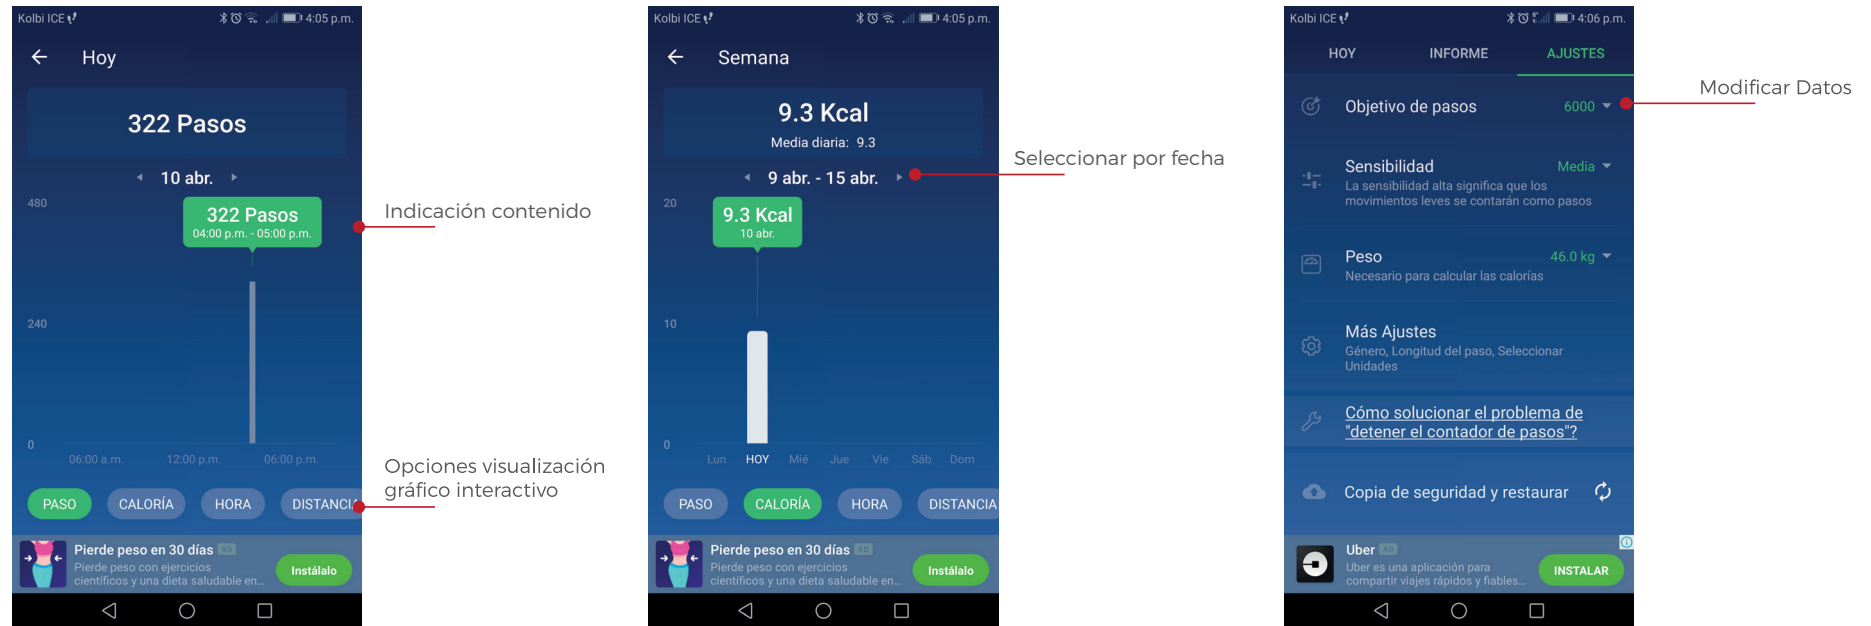 Kolbi ICE
4:05 p.m.
Hoy
322 Pasos
10 abr.
480
322 Pasos
04:00 p.m. - 05:00 p.m.
240
0
06:00 a.m.
12:00 p.m.
06:00 p.m.
PASO
CALORÍA
HORA
DISTANCIA
Pierde peso en 30 días AD
Pierde peso con ejercicios
científicos y una dieta saludable en...
Instálalo
Indicación contenido
Opciones visualización
gráfico interactivo
Kolbi ICE
4:05 p.m.
Semana
9.3 Kcal
Media diaria: 9.3
9 abr. - 15 abr.
20
9.3 Kcal
10 abr.
10
0
Lun
HOY
Mié
Jue
Vie
Sáb
Dom
PASO
CALORÍA
HORA
DISTANCIA
Pierde peso en 30 días AD
Pierde peso con ejercicios
científicos y una dieta saludable en...
Instálalo
Seleccionar por fecha
Kolbi ICE
4:06 p.m.
HOY
INFORME
AJUSTES
Objetivo de pasos
6000
Sensibilidad
Media
La sensibilidad alta significa que los
movimientos leves se contarán como pasos
Peso
46.0 kg
Necesario para calcular las calorías
Más Ajustes
Género, Longitud del paso, Seleccionar
Unidades
Cómo solucionar el problema de
"detener el contador de pasos"?
Copia de seguridad y restaurar
Uber AD
Uber es una aplicación para
compartir viajes rápidos y fiables...
INSTALAR
Modificar Datos